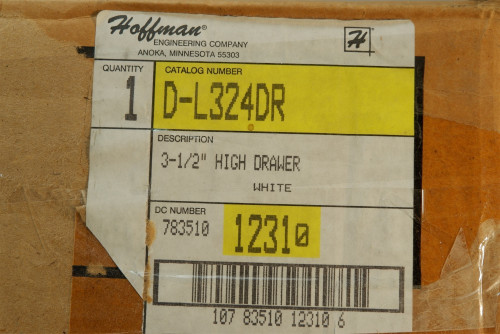 Hoffman®
ENGINEERING COMPANY
ANOKA, MINNESOTA 55303
H
QUANTITY
1
CATALOG NUMBER
D-L324DR
DESCRIPTION
3-1/2" HIGH DRAWER
WHITE
DC NUMBER
783510
12310
107 83510 12310 6